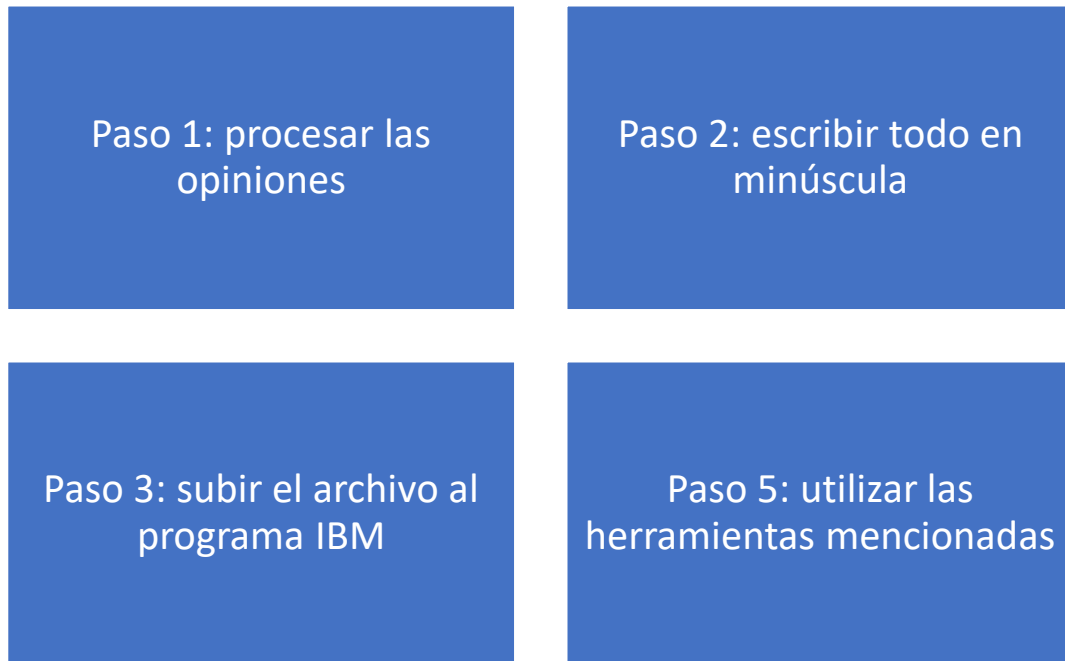 Paso 1: procesar las
opiniones
Paso 2: escribir todo en
minúscula
Paso 3: subir el archivo al
programa IBM
Paso 5: utilizar las
herramientas mencionadas